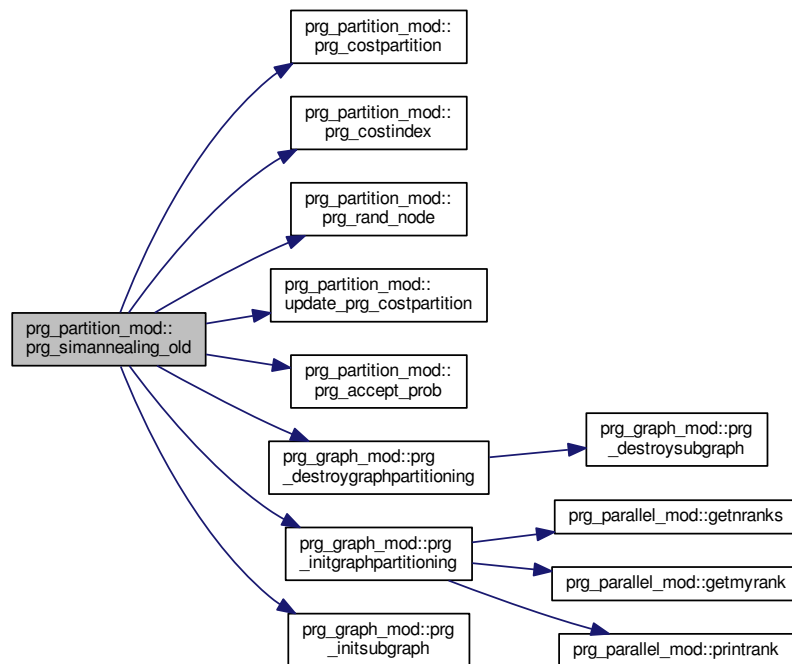 prg_partition_mod::
prg_costpartition
prg_partition_mod::
prg_costindex
prg_partition_mod::
prg_rand_node
prg_partition_mod::
update_prg_costpartition
prg_partition_mod::
prg_simannealing_old
prg_partition_mod::
prg_accept_prob
prg_graph_mod::prg
_destroygraphpartitioning
prg_graph_mod::prg
_destroysubgraph
prg_graph_mod::prg
_initgraphpartitioning
prg_parallel_mod::getnranks
prg_parallel_mod::getmyrank
prg_graph_mod::prg
_initsubgraph
prg_parallel_mod::printrank